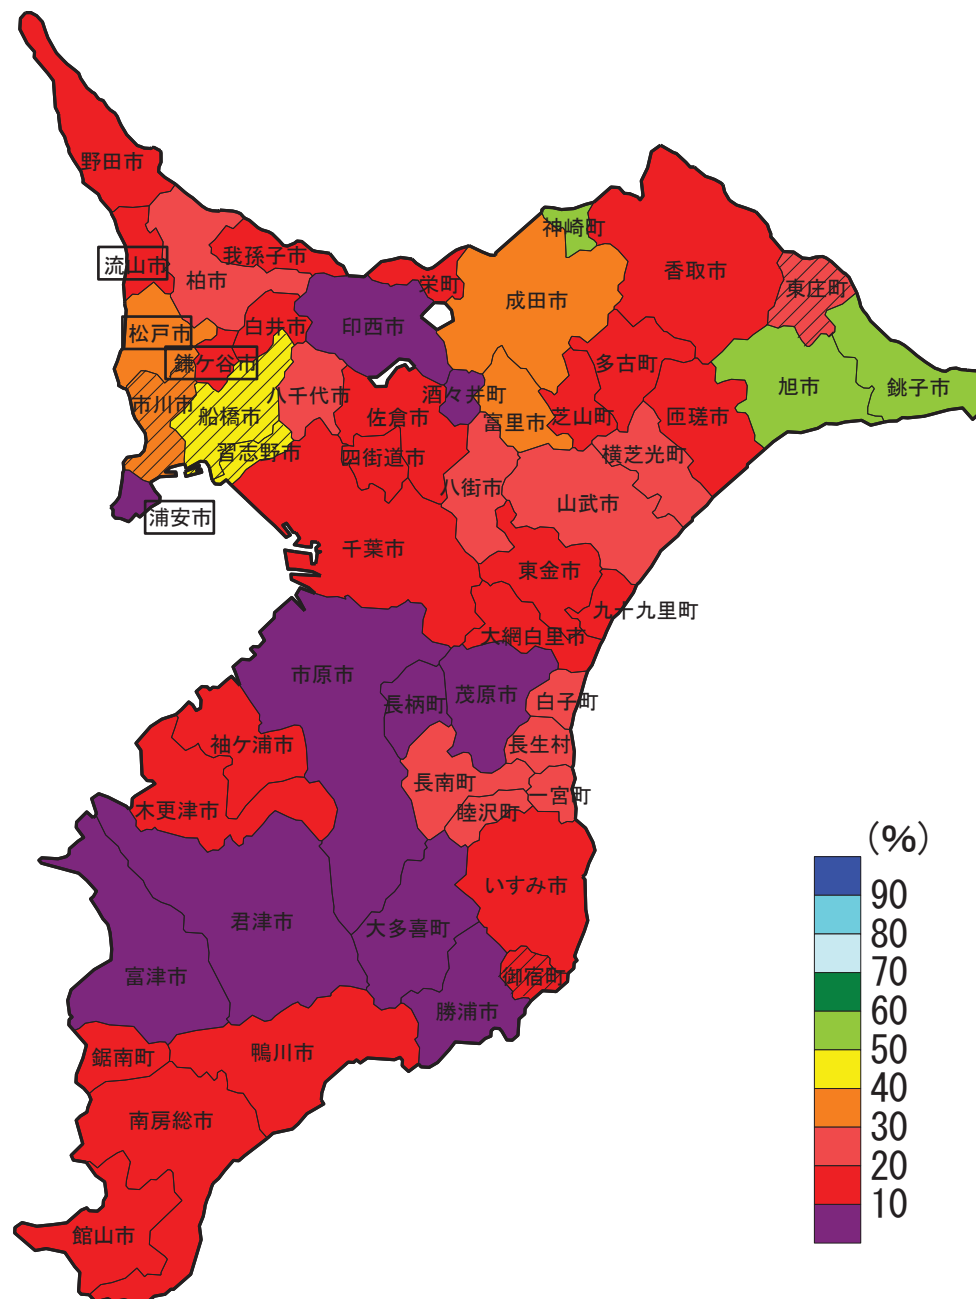 野田市
流山市
柏市
我孫子市
松戸市
鎌ケ谷市
白井市
印西市
栄町
成田市
神崎町
香取市
東庄町
旭市
銚子市
市川市
船橋市
習志野市
八千代市
佐倉市
酒々井町
富里市
芝山町
多古町
匝瑳市
横芝光町
四街道市
八街市
山武市
浦安市
千葉市
東金市
九十九里町
大網白里市
市原市
長柄町
茂原市
白子町
長生村
長南町
一宮町
睦沢町
袖ケ浦市
木更津市
いすみ市
君津市
大多喜町
富津市
御宿町
勝浦市
鋸南町
鴨川市
南房総市
館山市
(%)
90
80
70
60
50
40
30
20
10